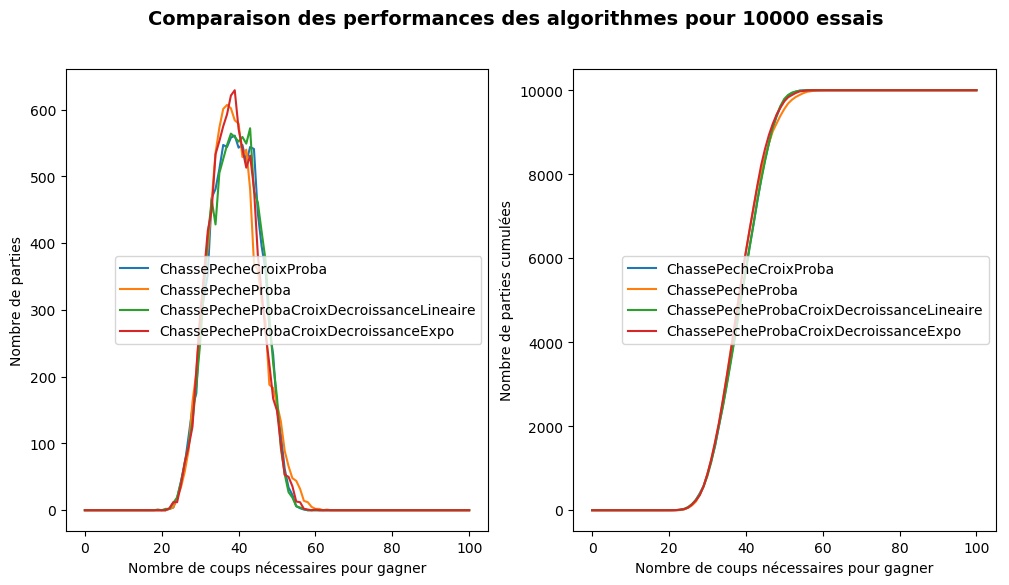 Comparaison des performances des algorithmes pour 10000 essais
Nombre de parties
600
500
400
300
200
100
0
ChassePecheCroixProba
ChassePecheProba
ChassePecheProbaCroixDecroissanceLineaire
ChassePecheProbaCroixDecroissanceExpo
0 20 40 60 80 100
Nombre de coups nécessaires pour gagner
Nombre de parties cumulées
10000
8000
6000
4000
2000
0
ChassePecheCroixProba
ChassePecheProba
ChassePecheProbaCroixDecroissanceLineaire
ChassePecheProbaCroixDecroissanceExpo
0 20 40 60 80 100
Nombre de coups nécessaires pour gagner